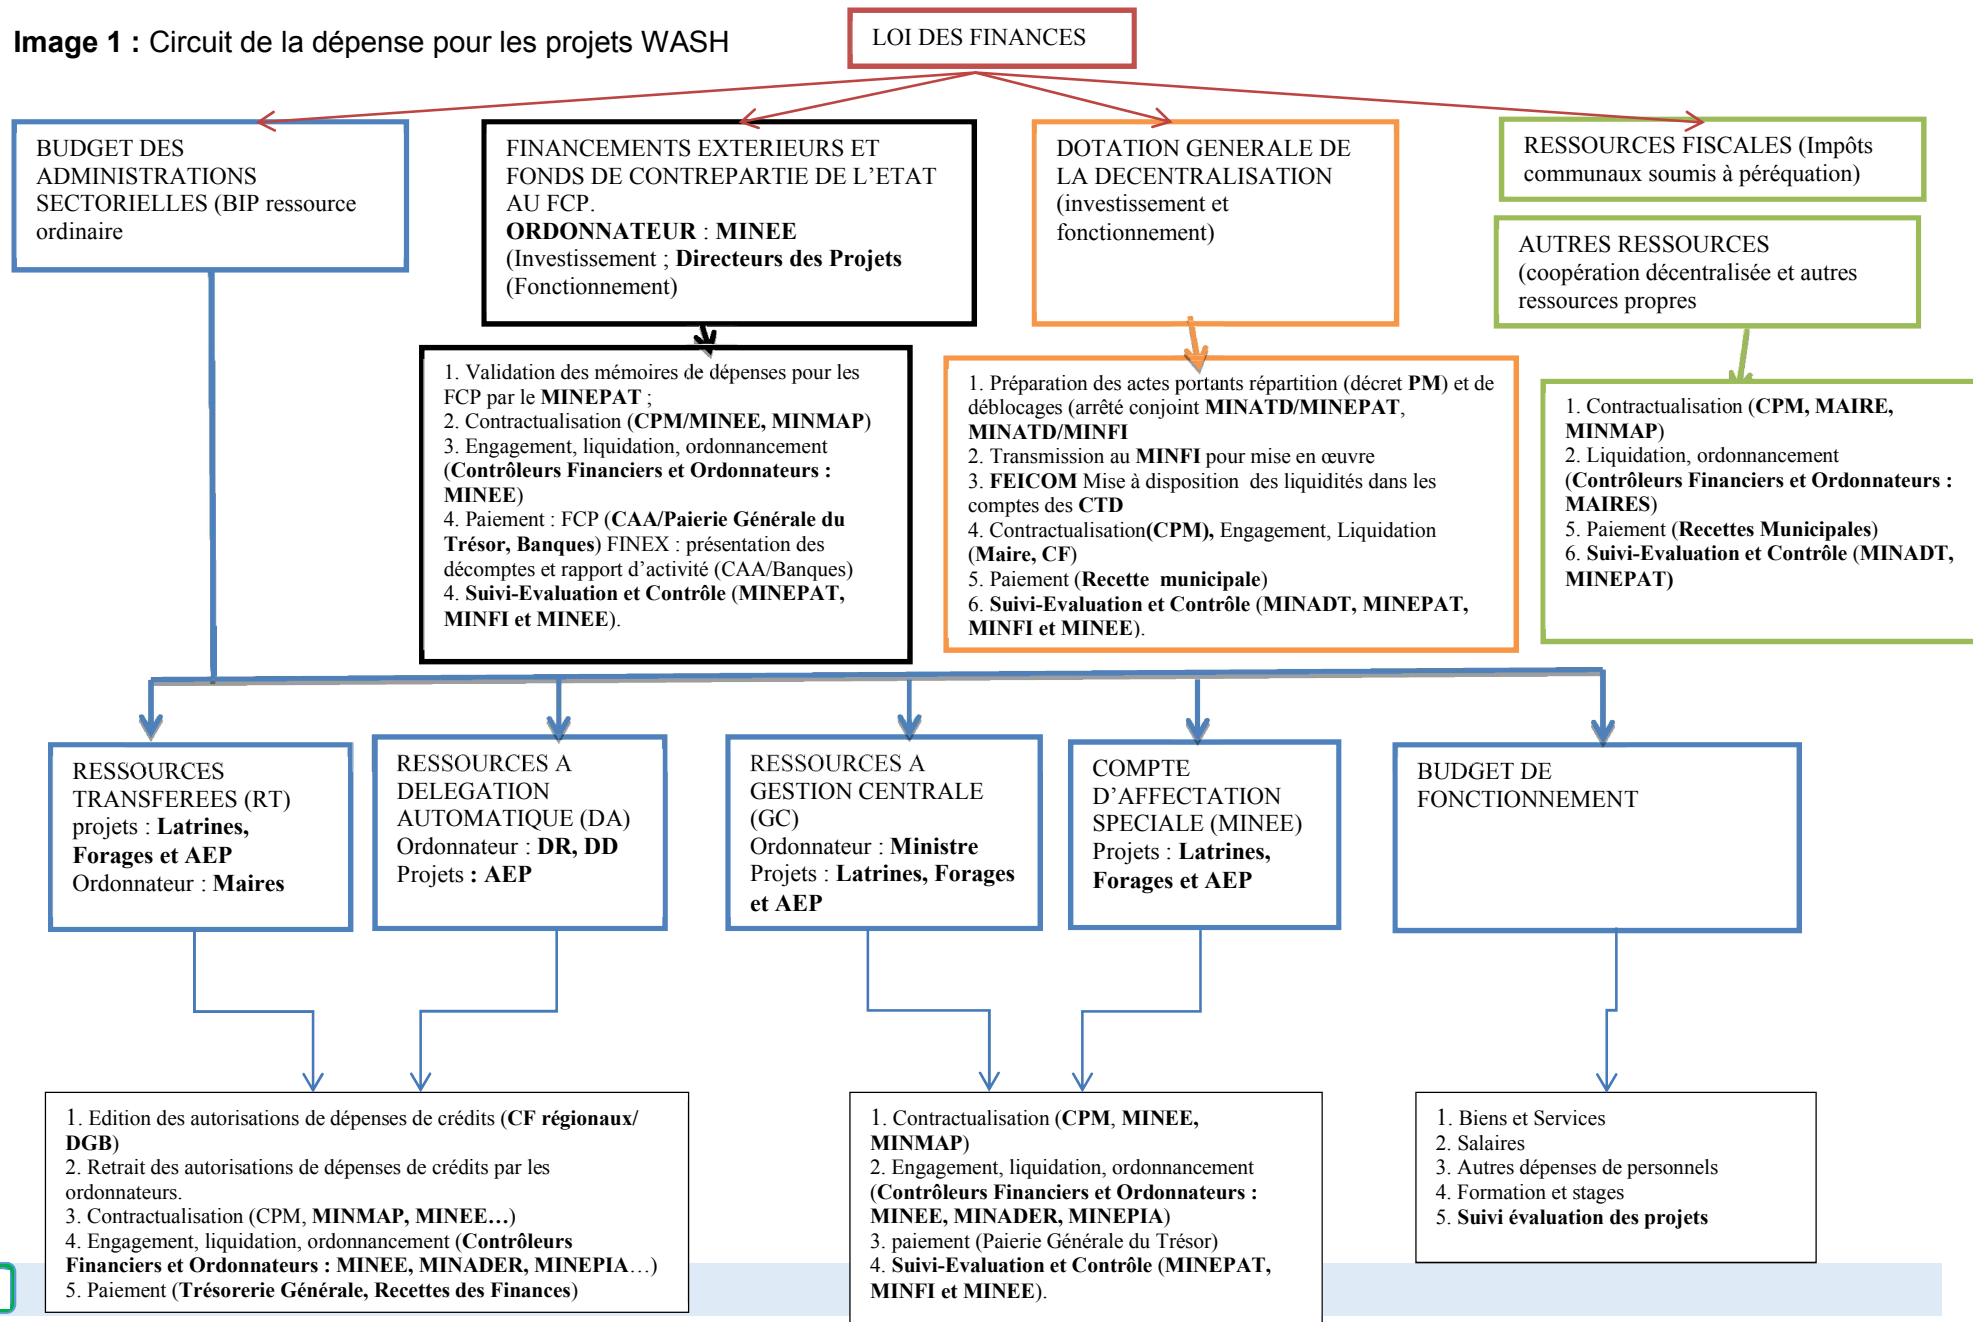 Image 1 : Circuit de la dépense pour les projets WASH
LOI DES FINANCES
BUDGET DES
ADMINISTRATIONS
SECTORIELLES (BIP ressource
ordinaire
FINANCEMENTS EXTERIEURS ET
FONDS DE CONTREPARTIE DE L’ETAT
AU FCP.
ORDONNATEUR : MINEE
(Investissement ; Directeurs des Projets
(Fonctionnement)
DOTATION GENERALE DE
LA DECENTRALISATION
(investissement et
fonctionnement)
RESSOURCES FISCALES (Impôts
communaux soumis à péréquation)
AUTRES RESSOURCES
(coopération décentralisée et autres
ressources propres
1. Validation des mémoires de dépenses pour les
FCP par le MINEPAT ;
2. Contractualisation (CPM/MINEE, MINMAP)
3. Engagement, liquidation, ordonnancement
(Contrôleurs Financiers et Ordonnateurs :
MINEE)
4. Paiement : FCP (CAA/Paierie Générale du
Trésor, Banques) FINEX : présentation des
décomptes et rapport d’activité (CAA/Banques)
4. Suivi-Evaluation et Contrôle (MINEPAT,
MINFI et MINEE).
1. Préparation des actes portants répartition (décret PM) et de
déblocages (arrêté conjoint MINATD/MINEPAT,
MINATD/MINFI
2. Transmission au MINFI pour mise en œuvre
3. FEICOM Mise à disposition des liquidités dans les
comptes des CTD
4. Contractualisation(CPM), Engagement, Liquidation
(Maire, CF)
5. Paiement (Recette municipale)
6. Suivi-Evaluation et Contrôle (MINADT, MINEPAT,
MINFI et MINEE).
1. Contractualisation (CPM, MAIRE,
MINMAP)
2. Liquidation, ordonnancement
(Contrôleurs Financiers et Ordonnateurs :
MAIRES)
5. Paiement (Recettes Municipales)
6. Suivi-Evaluation et Contrôle (MINADT,
MINEPAT)
RESSOURCES
TRANSFEREES (RT)
projets : Latrines,
Forages et AEP
Ordonnateur : Maires
RESSOURCES A
DELEGATION
AUTOMATIQUE (DA)
Ordonnateur : DR, DD
Projets : AEP
RESSOURCES A
GESTION CENTRALE
(GC)
Ordonnateur : Ministre
Projets : Latrines, Forages
et AEP
COMPTE
D’AFFECTATION
SPECIALE (MINEE)
Projets : Latrines,
Forages et AEP
BUDGET DE
FONCTIONNEMENT
1. Edition des autorisations de dépenses de crédits (CF régionaux/
DGB)
2. Retrait des autorisations de dépenses de crédits par les
ordonnateurs.
3. Contractualisation (CPM, MINMAP, MINEE…)
4. Engagement, liquidation, ordonnancement (Contrôleurs
Financiers et Ordonnateurs : MINEE, MINADER, MINEPIA…)
5. Paiement (Trésorerie Générale, Recettes des Finances)
1. Contractualisation (CPM, MINEE,
MINMAP)
2. Engagement, liquidation, ordonnancement
(Contrôleurs Financiers et Ordonnateurs :
MINEE, MINADER, MINEPIA)
3. paiement (Paierie Générale du Trésor)
4. Suivi-Evaluation et Contrôle (MINEPAT,
MINFI et MINEE).
1. Biens et Services
2. Salaires
3. Autres dépenses de personnels
4. Formation et stages
5. Suivi évaluation des projets